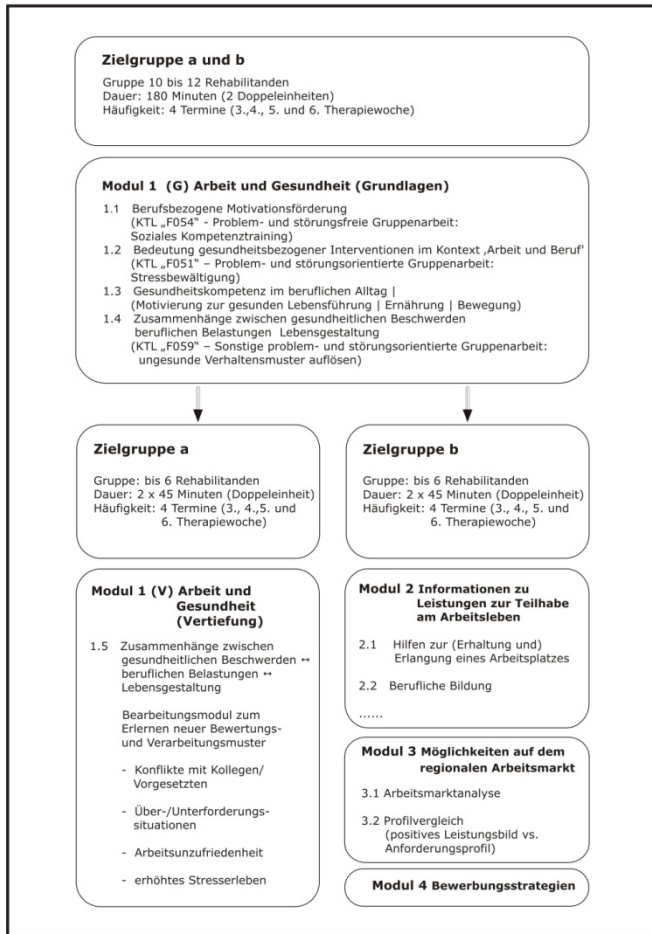 Zielgruppe a und b
Gruppe 10 bis 12 Rehabilitanden
Dauer: 180 Minuten (2 Doppeleinheiten)
Häufigkeit: 4 Termine (3.,4., 5. und 6. Therapiewoche)
Modul 1 (G) Arbeit und Gesundheit (Grundlagen)
1.1 Berufsbezogene Motivationsförderung
(KTL „F054“ - Problem- und störungsfreie Gruppenarbeit:
Soziales Kompetenztraining)
1.2 Bedeutung gesundheitsbezogener Interventionen im Kontext ‚Arbeit und Beruf'
(KTL „F051“ – Problem- und störungsorientierte Gruppenarbeit:
Stressbewältigung)
1.3 Gesundheitskompetenz im beruflichen Alltag |
(Motivierung zur gesunden Lebensführung | Ernährung | Bewegung)
1.4 Zusammenhänge zwischen gesundheitlichen Beschwerden
beruflichen Belastungen Lebensgestaltung
(KTL „F059“ – Sonstige problem- und störungsorientierte Gruppenarbeit:
ungesunde Verhaltensmuster auflösen)
Zielgruppe a
Gruppe: bis 6 Rehabilitanden
Dauer: 2 x 45 Minuten (Doppeleinheit)
Häufigkeit: 4 Termine (3., 4.,5. und
6. Therapiewoche)
Modul 1 (V) Arbeit und
Gesundheit
(Vertiefung)
1.5 Zusammenhänge zwischen
gesundheitlichen Beschwerden ↔
beruflichen Belastungen ↔
Lebensgestaltung
Bearbeitungsmodul zum
Erlernen neuer Bewertungs-
und Verarbeitungsmuster
- Konflikte mit Kollegen/
Vorgesetzten
- Über-/Unterforderungs-
situationen
- Arbeitsunzufriedenheit
- erhöhtes Stresserleben
Zielgruppe b
Gruppe: bis 6 Rehabilitanden
Dauer: 2 x 45 Minuten (Doppeleinheit)
Häufigkeit: 4 Termine (3., 4., 5. und
6. Therapiewoche)
Modul 2 Informationen zu
Leistungen zur Teilhabe
am Arbeitsleben
2.1 Hilfen zur (Erhaltung und)
Erlangung eines Arbeitsplatzes
2.2 Berufliche Bildung
......
Modul 3 Möglichkeiten auf dem
regionalen Arbeitsmarkt
3.1 Arbeitsmarktanalyse
3.2 Profilvergleich
(positives Leistungsbild vs.
Anforderungsprofil)
Modul 4 Bewerbungsstrategien